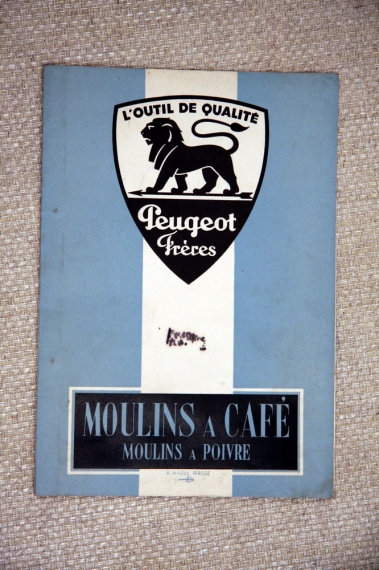 L'OUTIL DE QUALITÉ
Peugeot
Frères
MOULINS A CAFÉ
MOULINS A POIVRE